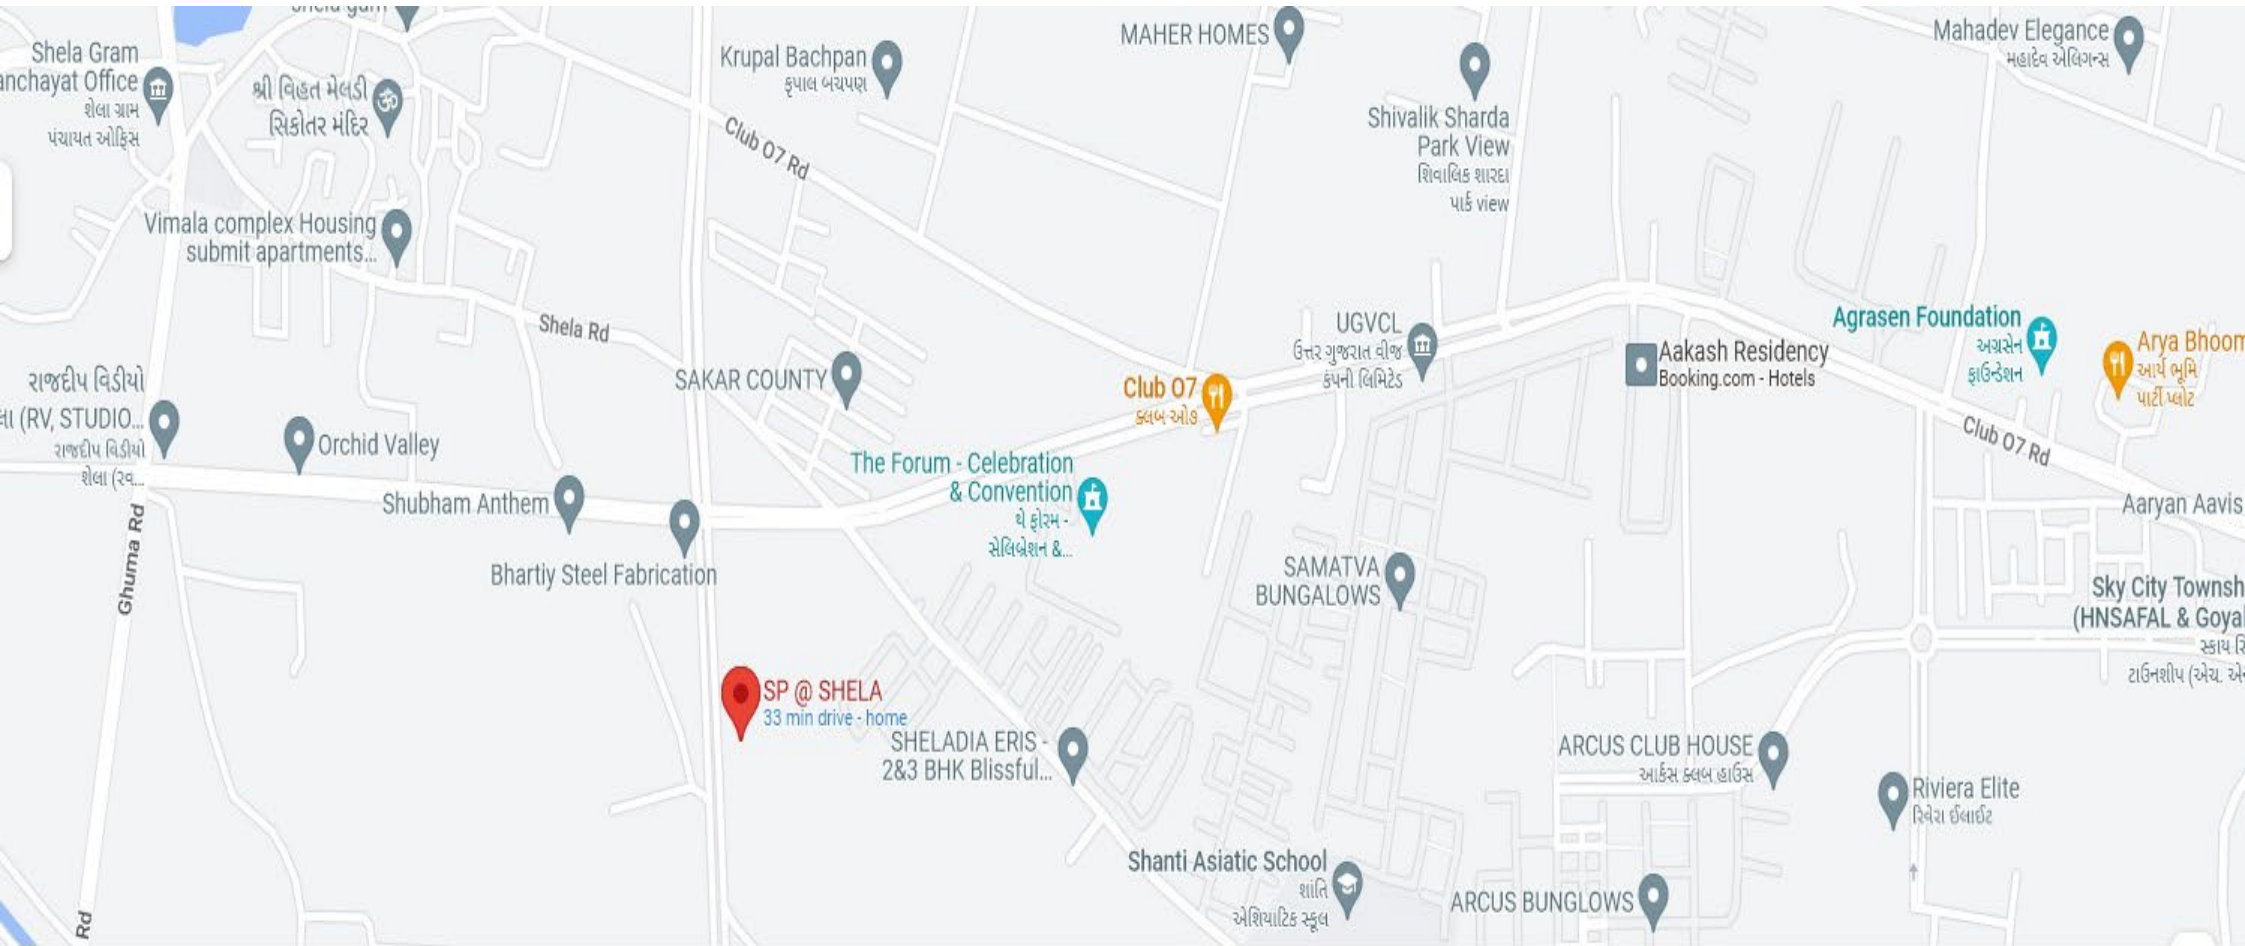 Shela Gram
anchayat Office
શેલા ગ્રામ
પંચાયત ઓફિસ
શ્રી વિહત મેલડી
સિકોતર મંદિર
Krupal Bachpan
કૃપાલ બચપણ
MAHER HOMES
Shivalik Sharda
Park View
શિવાલિક શારદા
પાર્ક view
Mahadev Elegance
મહાદેવ એલિગન્સ
Club O7 Rd
Vimala complex Housing
submit apartments...
Shela Rd
SAKAR COUNTY
UGVCL
ઉત્તર ગુજરાત વીજ
કંપની લિમિટેડ
Club O7
ક્લબ ઓ૭
Aakash Residency
Booking.com - Hotels
Agrasen Foundation
અગ્રસેન
ફાઉન્ડેશન
Arya Bhoom
આર્ય ભૂમિ
પાર્ટી પ્લોટ
Club O7 Rd
રાજદીપ વિડીયો
લા (RV, STUDIO...
રાજદીપ વિડીયો
શેલા (રવ...
Orchid Valley
Shubham Anthem
The Forum - Celebration
& Convention
થે ફોરમ -
સેલિબ્રેશન &...
Bhartiy Steel Fabrication
Ghuma Rd
SAMATVA
BUNGALOWS
Aaryan Aavis
Sky City Townsh
(HNSAFAL & Goyal
સ્કાય સિ
ટાઉનશીપ (એચ. એન
SP @ SHELA
33 min drive - home
SHELADIA ERIS -
2&3 BHK Blissful...
ARCUS CLUB HOUSE
આર્કસ ક્લબ હાઉસ
Riviera Elite
રિવેરા ઈલાઈટ
Shanti Asiatic School
શાંતિ
એશિયાટિક સ્કૂલ
ARCUS BUNGLOWS
Rd